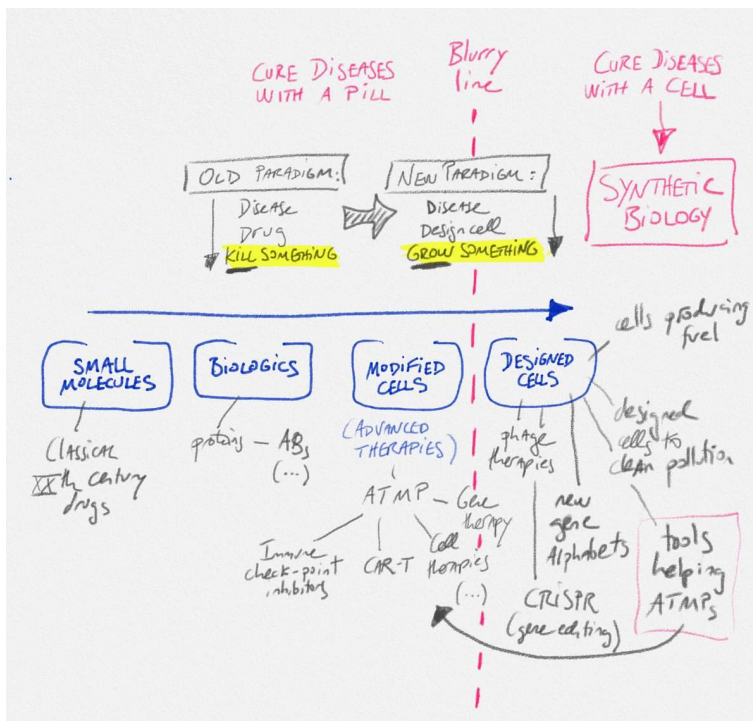 CURE DISEASES
WITH A PILL
Blurry
line
CURE DISEASES
WITH A CELL
OLD PARADIGM:
Disease
Drug
KILL SOMETHING
NEW PARADIGM:
Disease
Design cell
GROW SOMETHING
SYNTHETIC
BIOLOGY
SMALL
MOLECULES
BIOLOGICS
MODIFIED
CELLS
DESIGNED
CELLS
cells producing
fuel
Classical
XXth century
drugs
proteins — ABs
(...)
(ADVANCED
THERAPIES)
ATMP
Immune
check-point
inhibitors
CAR-T
Cell
therapies
(...)
Gene
therapy
phage
therapies
new
gene
Alphabets
CRISPR
(gene editing)
designed
cells to
clean pollution
tools
helping
ATMPs